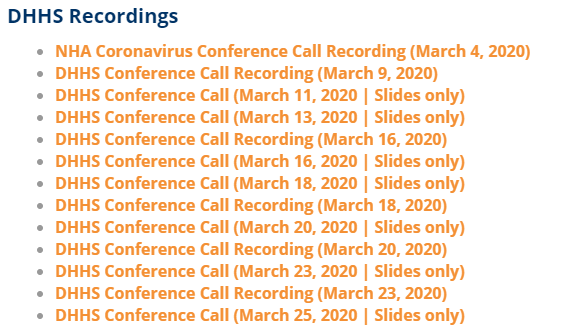 DHHS Recordings
NHA Coronavirus Conference Call Recording (March 4, 2020)
DHHS Conference Call Recording (March 9, 2020)
DHHS Conference Call (March 11, 2020 | Slides only)
DHHS Conference Call (March 13, 2020 | Slides only)
DHHS Conference Call Recording (March 16, 2020)
DHHS Conference Call (March 16, 2020 | Slides only)
DHHS Conference Call (March 18, 2020 | Slides only)
DHHS Conference Call Recording (March 18, 2020)
DHHS Conference Call (March 20, 2020 | Slides only)
DHHS Conference Call Recording (March 20, 2020)
DHHS Conference Call (March 23, 2020 | Slides only)
DHHS Conference Call Recording (March 23, 2020)
DHHS Conference Call (March 25, 2020 | Slides only)